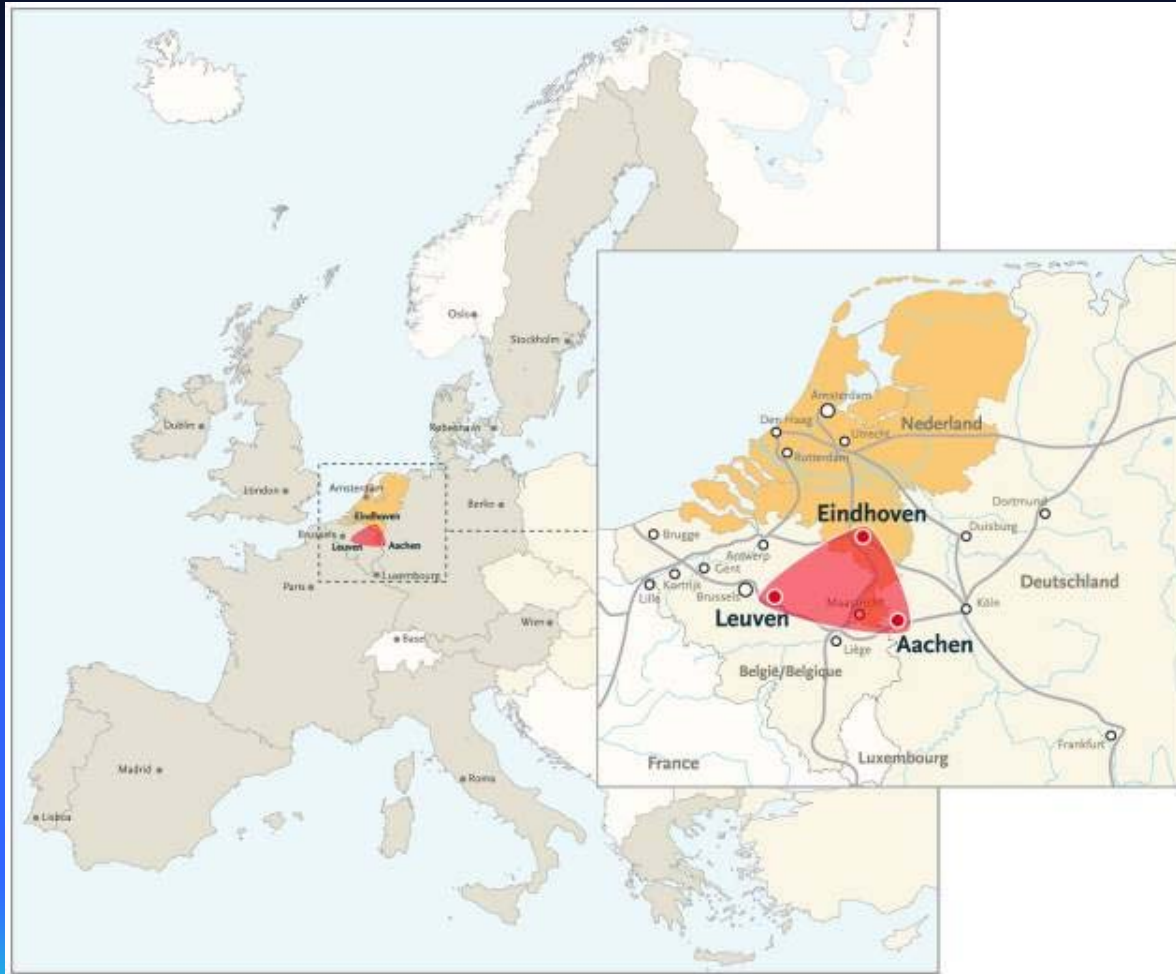 Oslo
Stockholm
København
Dublin
London
Amsterdam
Berlin
Eindhoven
Brussels
Leuven
Aachen
Luxembourg
Paris
Wien
Basel
Madrid
Roma
Lisboa
Amsterdam
Den Haag
Utrecht
Nederland
Rotterdam
Dortmund
Eindhoven
Duisburg
Brugge
Antwerp
Gent
Deutschland
Kortrijk
Lille
Brussels
Maastricht
Köln
Leuven
Aachen
Liège
België/Belgique
Frankfurt
France
Luxembourg